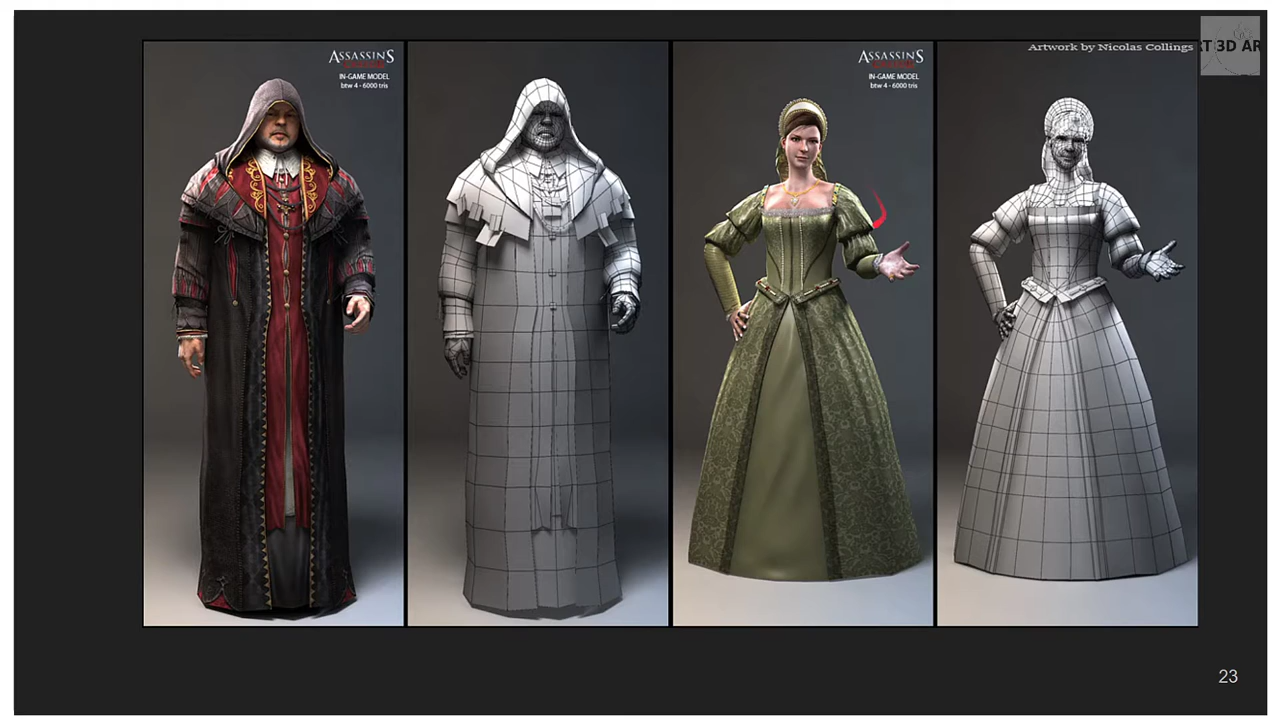 ASSASSINS
IN-GAME MODEL
btw 4 - 6000 tris
ASSASSINS
IN-GAME MODEL
btw 4 - 6000 tris
Artwork by Nicolas Collings
RT 3D AR
23